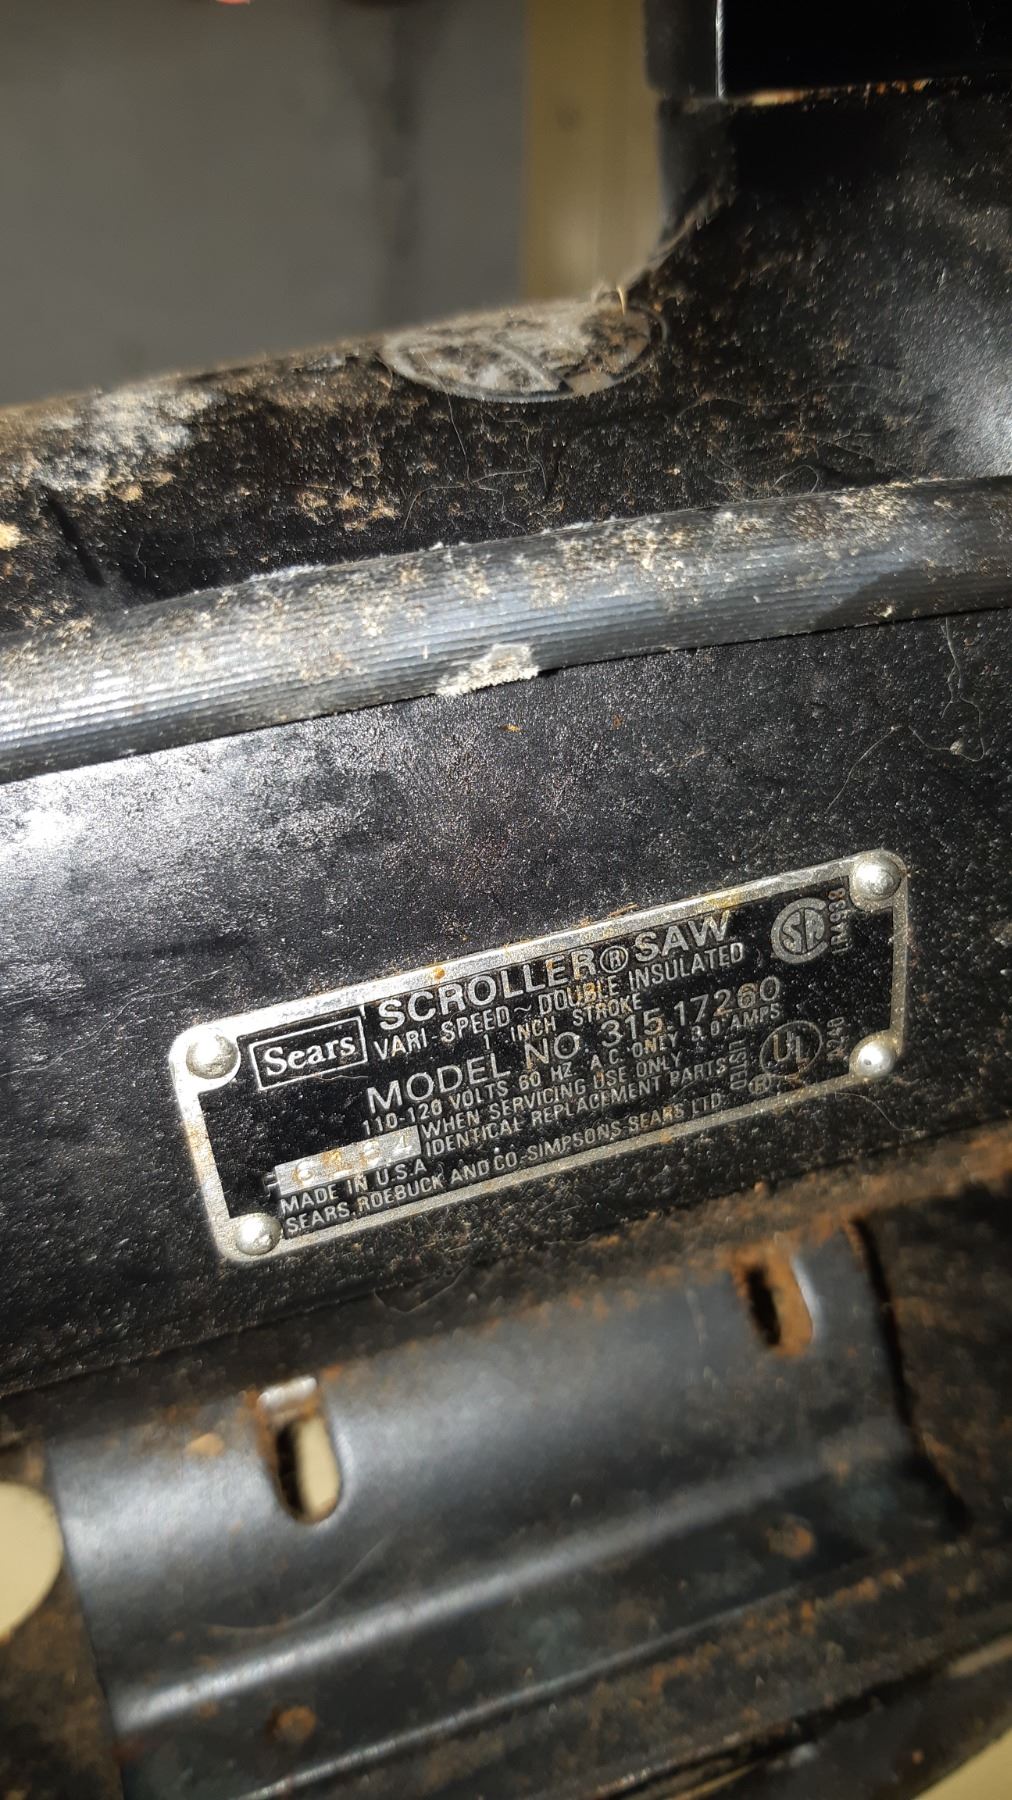 Sears
SCROLLER® SAW
VARI-SPEED ~ DOUBLE INSULATED
1 INCH STROKE
MODEL NO. 315.17260
110-120 VOLTS 60 HZ A.C. ONLY 3.0 AMPS
WHEN SERVICING USE ONLY
IDENTICAL REPLACEMENT PARTS
MADE IN U.S.A.
SEARS, ROEBUCK AND CO.-SIMPSONS-SEARS LTD.
LISTED
UL